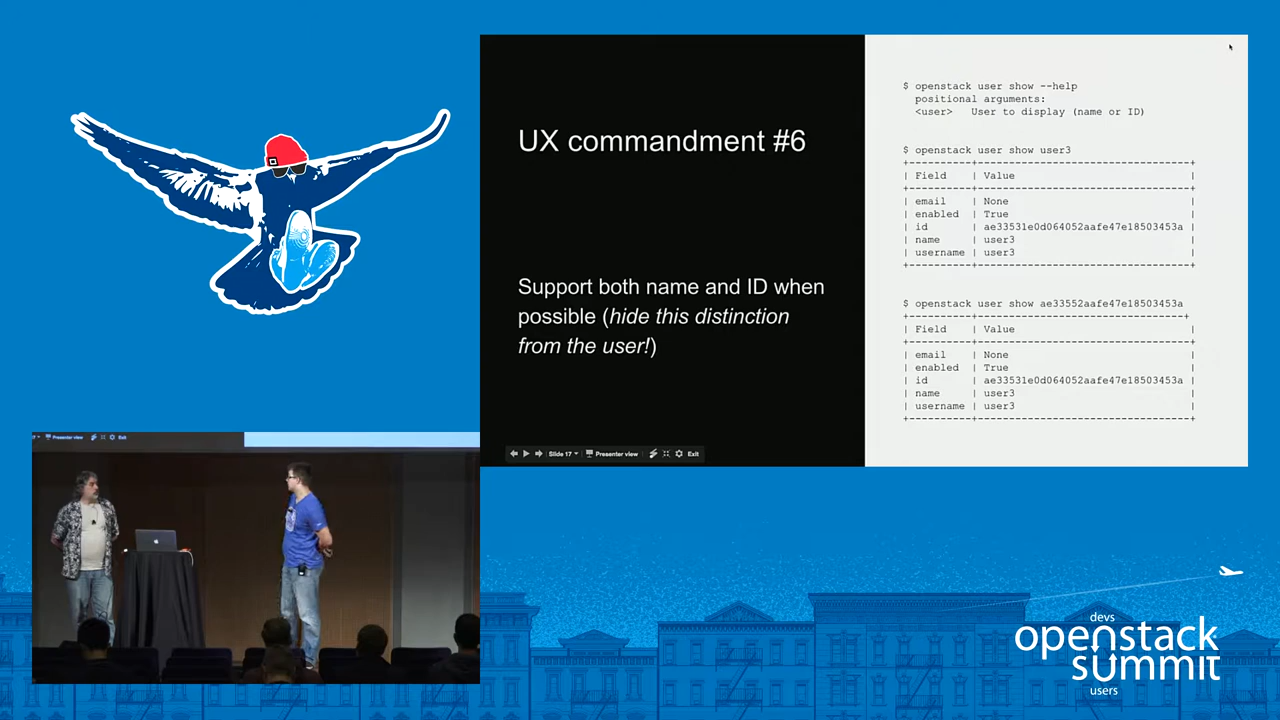 UX commandment #6
Support both name and ID when
possible (hide this distinction
from the user!)
Slide 17 Presenter view Exit
$ openstack user show --help
positional arguments:
<user> User to display (name or ID)
$ openstack user show user3
+----------+---------------------------------+
| Field | Value |
+----------+---------------------------------+
| email | None |
| enabled | True |
| id | ae33531e0d064052aafe47e18503453a |
| name | user3 |
| username | user3 |
+----------+---------------------------------+
$ openstack user show ae33552aafe47e18503453a
+----------+---------------------------------+
| Field | Value |
+----------+---------------------------------+
| email | None |
| enabled | True |
| id | ae33531e0d064052aafe47e18503453a |
| name | user3 |
| username | user3 |
+----------+---------------------------------+
Presenter view Exit
devs
openstack
summit
users